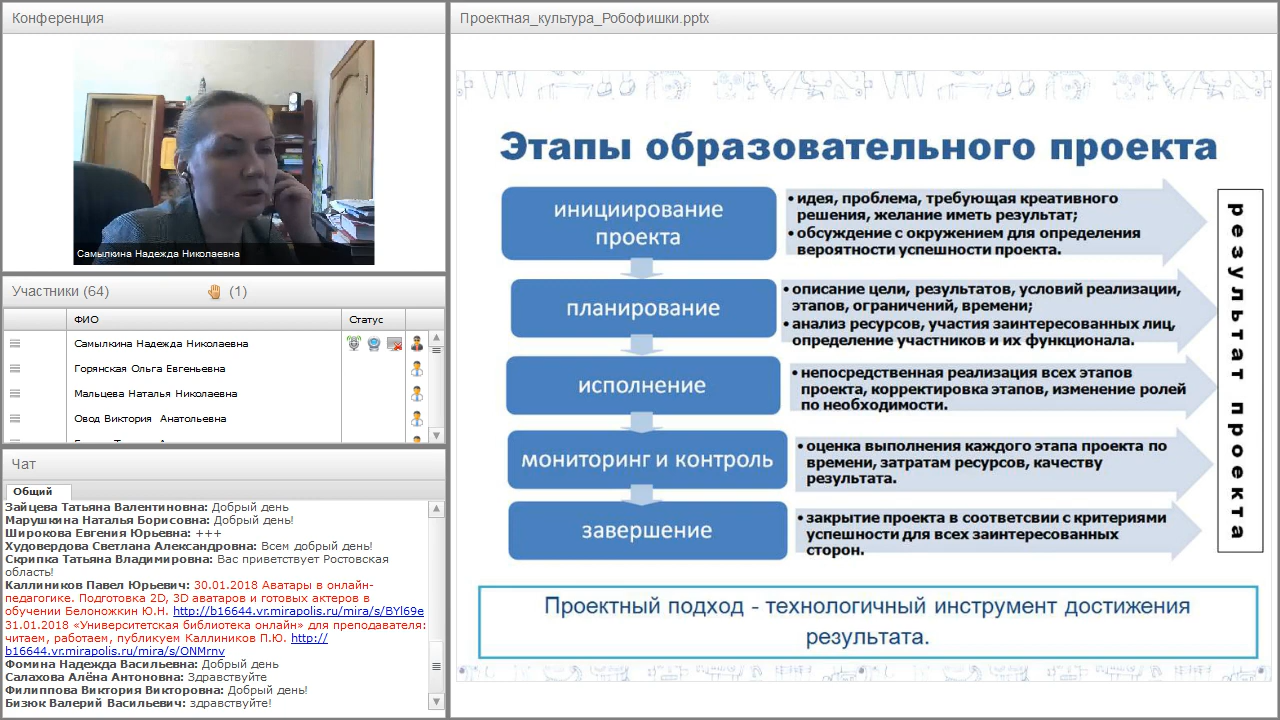 Конференция
Самылкина Надежда Николаевна
Участники (64)
(1)
ФИО
Статус
Самылкина Надежда Николаевна
Горянская Ольга Евгеньевна
Мальцева Наталья Николаевна
Овод Виктория Анатольевна
Чат
Общий
Зайцева Татьяна Валентиновна: Добрый день
Марушкина Наталья Борисовна: Добрый день!
Широкова Евгения Юрьевна: +++
Худовердова Светлана Александровна: Всем добрый день!
Скрипка Татьяна Владимировна: Вас приветствует Ростовская
область!
Каллиников Павел Юрьевич: 30.01.2018 Аватары в онлайн-
педагогике. Подготовка 2D, 3D аватаров и готовых актеров в
обучении Белоножкин Ю.Н. http://b16644.vr.mirapolis.ru/mira/s/BYl69e
31.01.2018 «Университетская библиотека онлайн» для преподавателя:
читаем, работаем, публикуем Каллиников П.Ю. http://
b16644.vr.mirapolis.ru/mira/s/ONMrnv
Фомина Надежда Васильевна: Добрый день
Салахова Алёна Антоновна: Здравствуйте
Филиппова Виктория Викторовна: Добрый день!
Бизюк Валерий Васильевич: здравствуйте!
Проектная_культура_Робофишки.pptx
Этапы образовательного проекта
инициирование
проекта
• идея, проблема, требующая креативного
решения, желание иметь результат;
• обсуждение с окружением для определения
вероятности успешности проекта.
планирование
• описание цели, результатов, условий реализации,
этапов, ограничений, времени;
• анализ ресурсов, участия заинтересованных лиц,
определение участников и их функционала.
исполнение
• непосредственная реализация всех этапов
проекта, корректировка этапов, изменение ролей
по необходимости.
мониторинг и контроль
• оценка выполнения каждого этапа проекта по
времени, затратам ресурсов, качеству
результата.
завершение
• закрытие проекта в соответсвии с критериями
успешности для всех заинтересованных
сторон.
результат проекта
Проектный подход - технологичный инструмент достижения
результата.